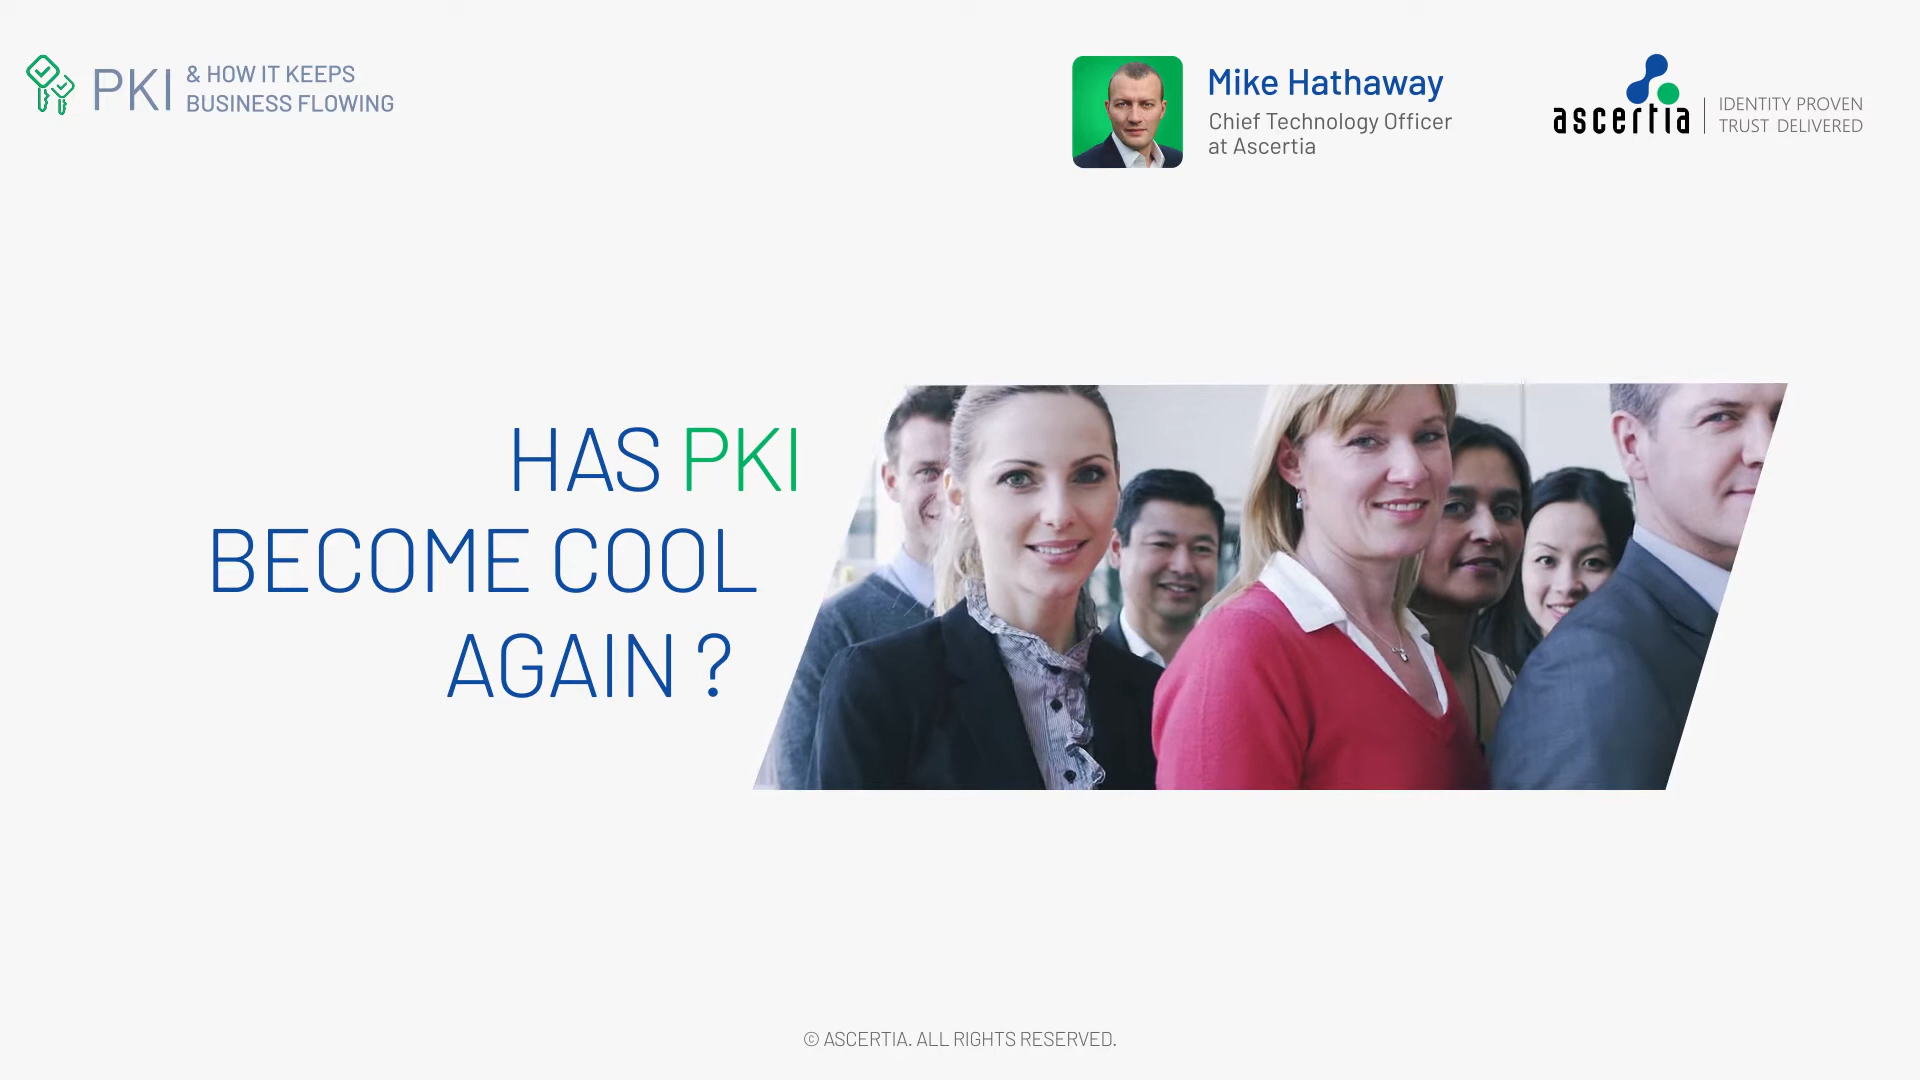 PKI
& HOW IT KEEPS
BUSINESS FLOWING
Mike Hathaway
Chief Technology Officer
at Ascertia
ascertia
IDENTITY PROVEN
TRUST DELIVERED
HAS PKI
BECOME COOL
AGAIN ?
© ASCERTIA. ALL RIGHTS RESERVED.